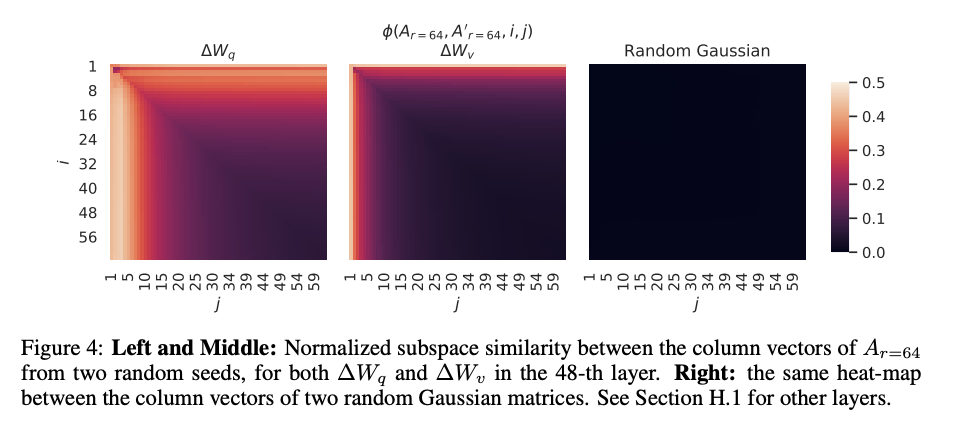 ϕ(A_{r=64}, A'_{r=64}, i, j)
ΔW_q ΔW_v Random Gaussian
1
8
16
24
32
40
48
56
i
1 5 10 15 20 25 30 34 39 44 49 54 59
j
1 5 10 15 20 25 30 34 39 44 49 54 59
j
1 5 10 15 20 25 30 34 39 44 49 54 59
j
0.5
0.4
0.3
0.2
0.1
0.0
Figure 4: Left and Middle: Normalized subspace similarity between the column vectors of A_{r=64}
from two random seeds, for both ΔW_q and ΔW_v in the 48-th layer. Right: the same heat-map
between the column vectors of two random Gaussian matrices. See Section H.1 for other layers.